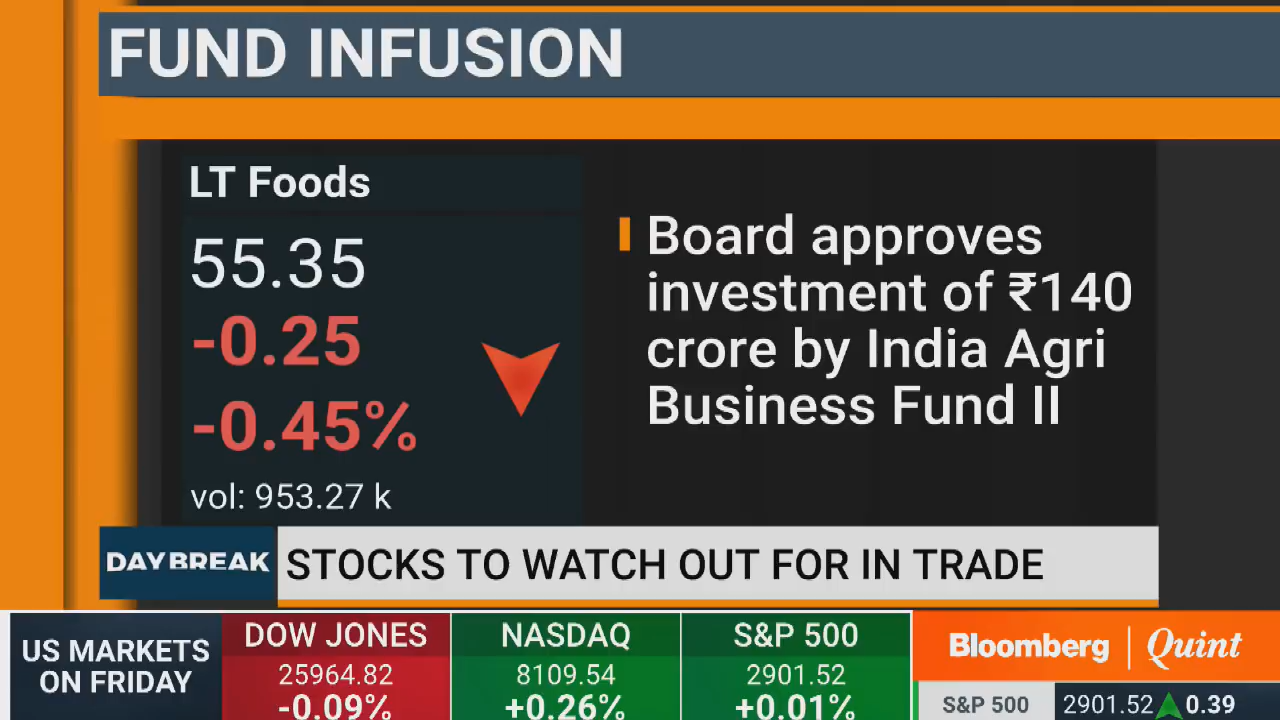 FUND INFUSION
LT Foods
55.35
-0.25
-0.45%
vol: 953.27 k
Board approves
investment of ₹140
crore by India Agri
Business Fund II
DAYBREAK
STOCKS TO WATCH OUT FOR IN TRADE
US MARKETS
ON FRIDAY
DOW JONES
25964.82
-0.09%
NASDAQ
8109.54
+0.26%
S&P 500
2901.52
+0.01%
Bloomberg | Quint
S&P 500 2901.52 0.39